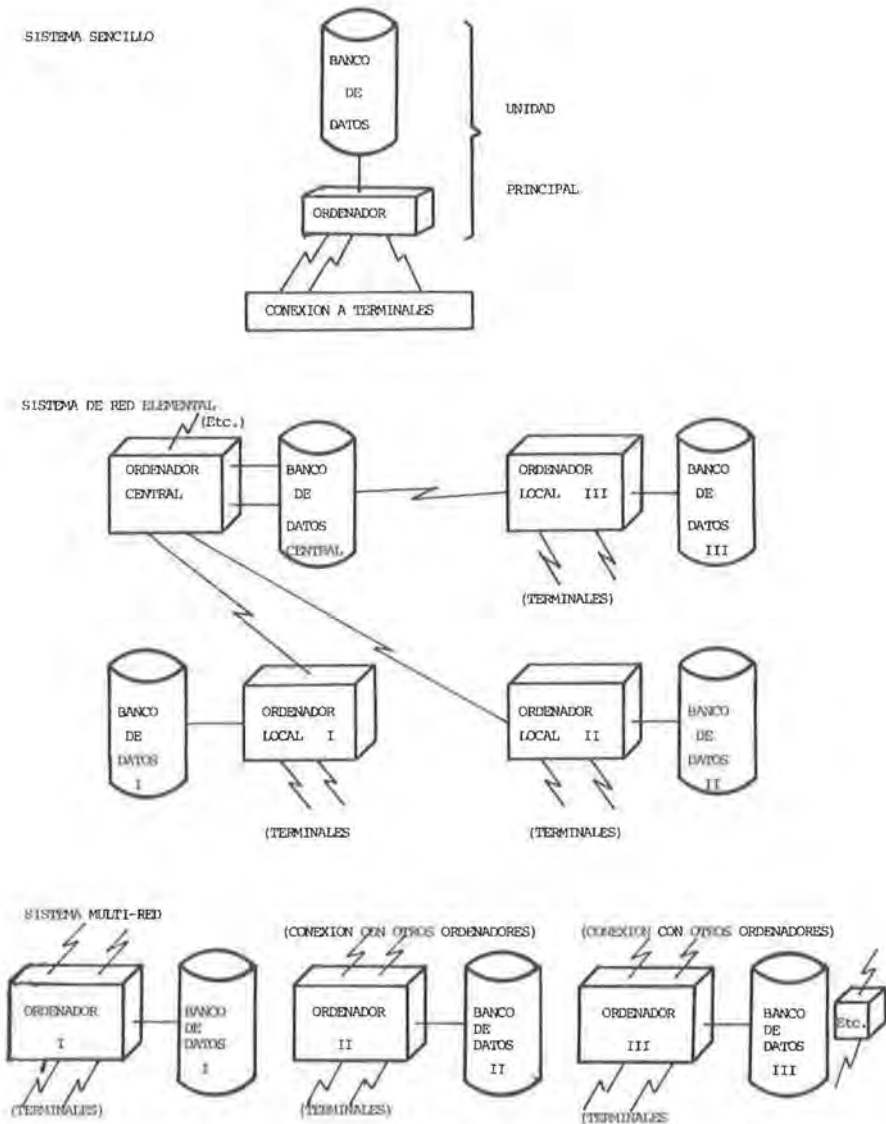 SISTEMA SENCILLO
BANCO
DE
DATOS
UNIDAD
PRINCIPAL
ORDENADOR
CONEXION A TERMINALES
SISTEMA DE RED ELEMENTAL
(Etc.)
ORDENADOR
CENTRAL
BANCO
DE
DATOS
CENTRAL
ORDENADOR
LOCAL III
BANCO
DE
DATOS
III
(TERMINALES)
BANCO
DE
DATOS
I
ORDENADOR
LOCAL I
(TERMINALES
ORDENADOR
LOCAL II
(TERMINALES)
BANCO
DE
DATOS
II
SISTEMA MULTI-RED
ORDENADOR
I
(TERMINALES)
BANCO
DE
DATOS
I
(CONEXION CON OTROS ORDENADORES)
ORDENADOR
II
(TERMINALES)
BANCO
DE
DATOS
II
(CONEXION CON OTROS ORDENADORES)
ORDENADOR
III
(TERMINALES
BANCO
DE
DATOS
III
Etc.